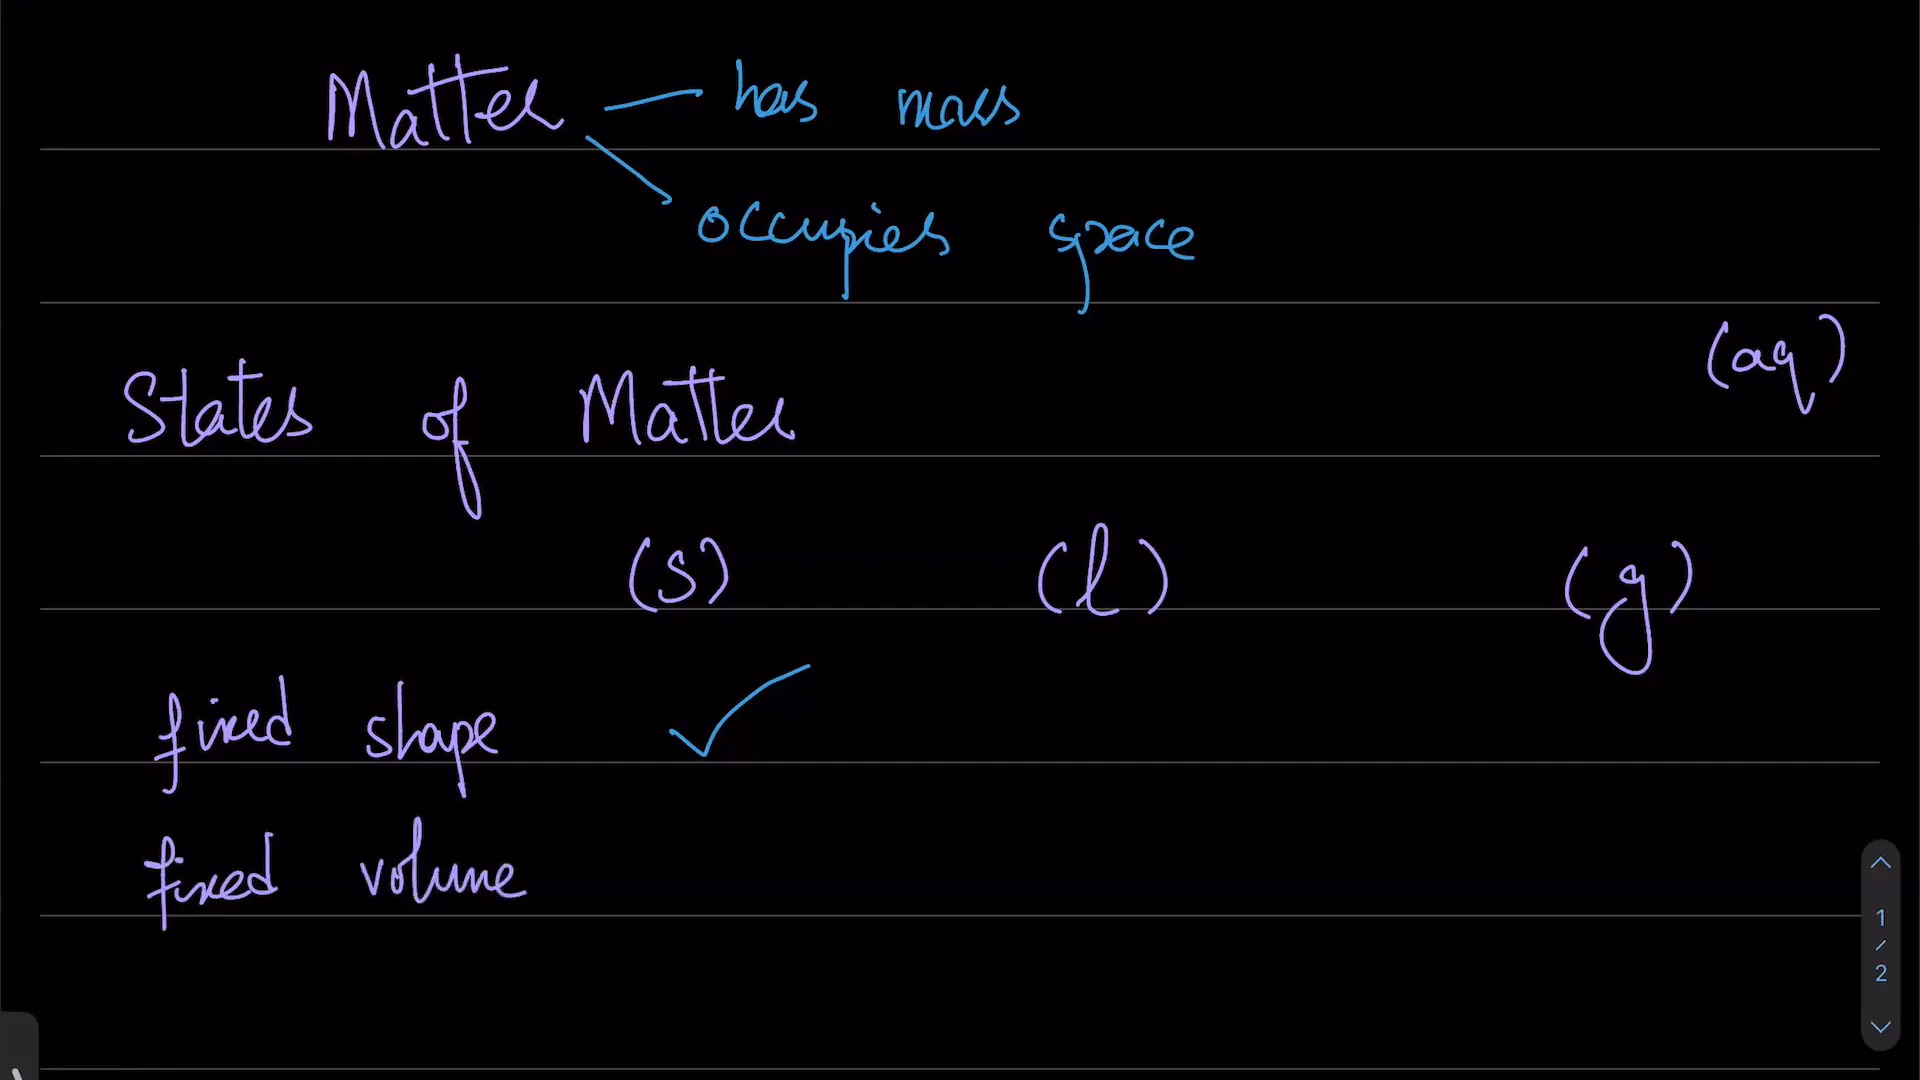 Matter — has mass
occupies space
(aq)
States of Matter
(s) (l) (g)
fixed shape ✓
fixed volume
1
/
2